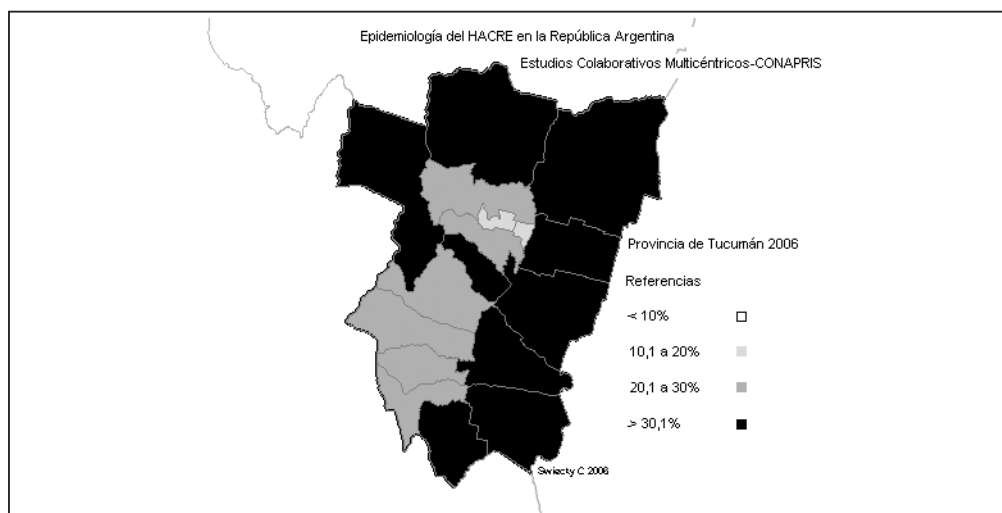 Epidemiología del HACRE en la República Argentina
Estudios Colaborativos Multicéntricos-CONAPRIS
Provincia de Tucumán 2006
Referencias
< 10%
10,1 a 20%
20,1 a 30%
> 30,1%
Swiecky C 2006